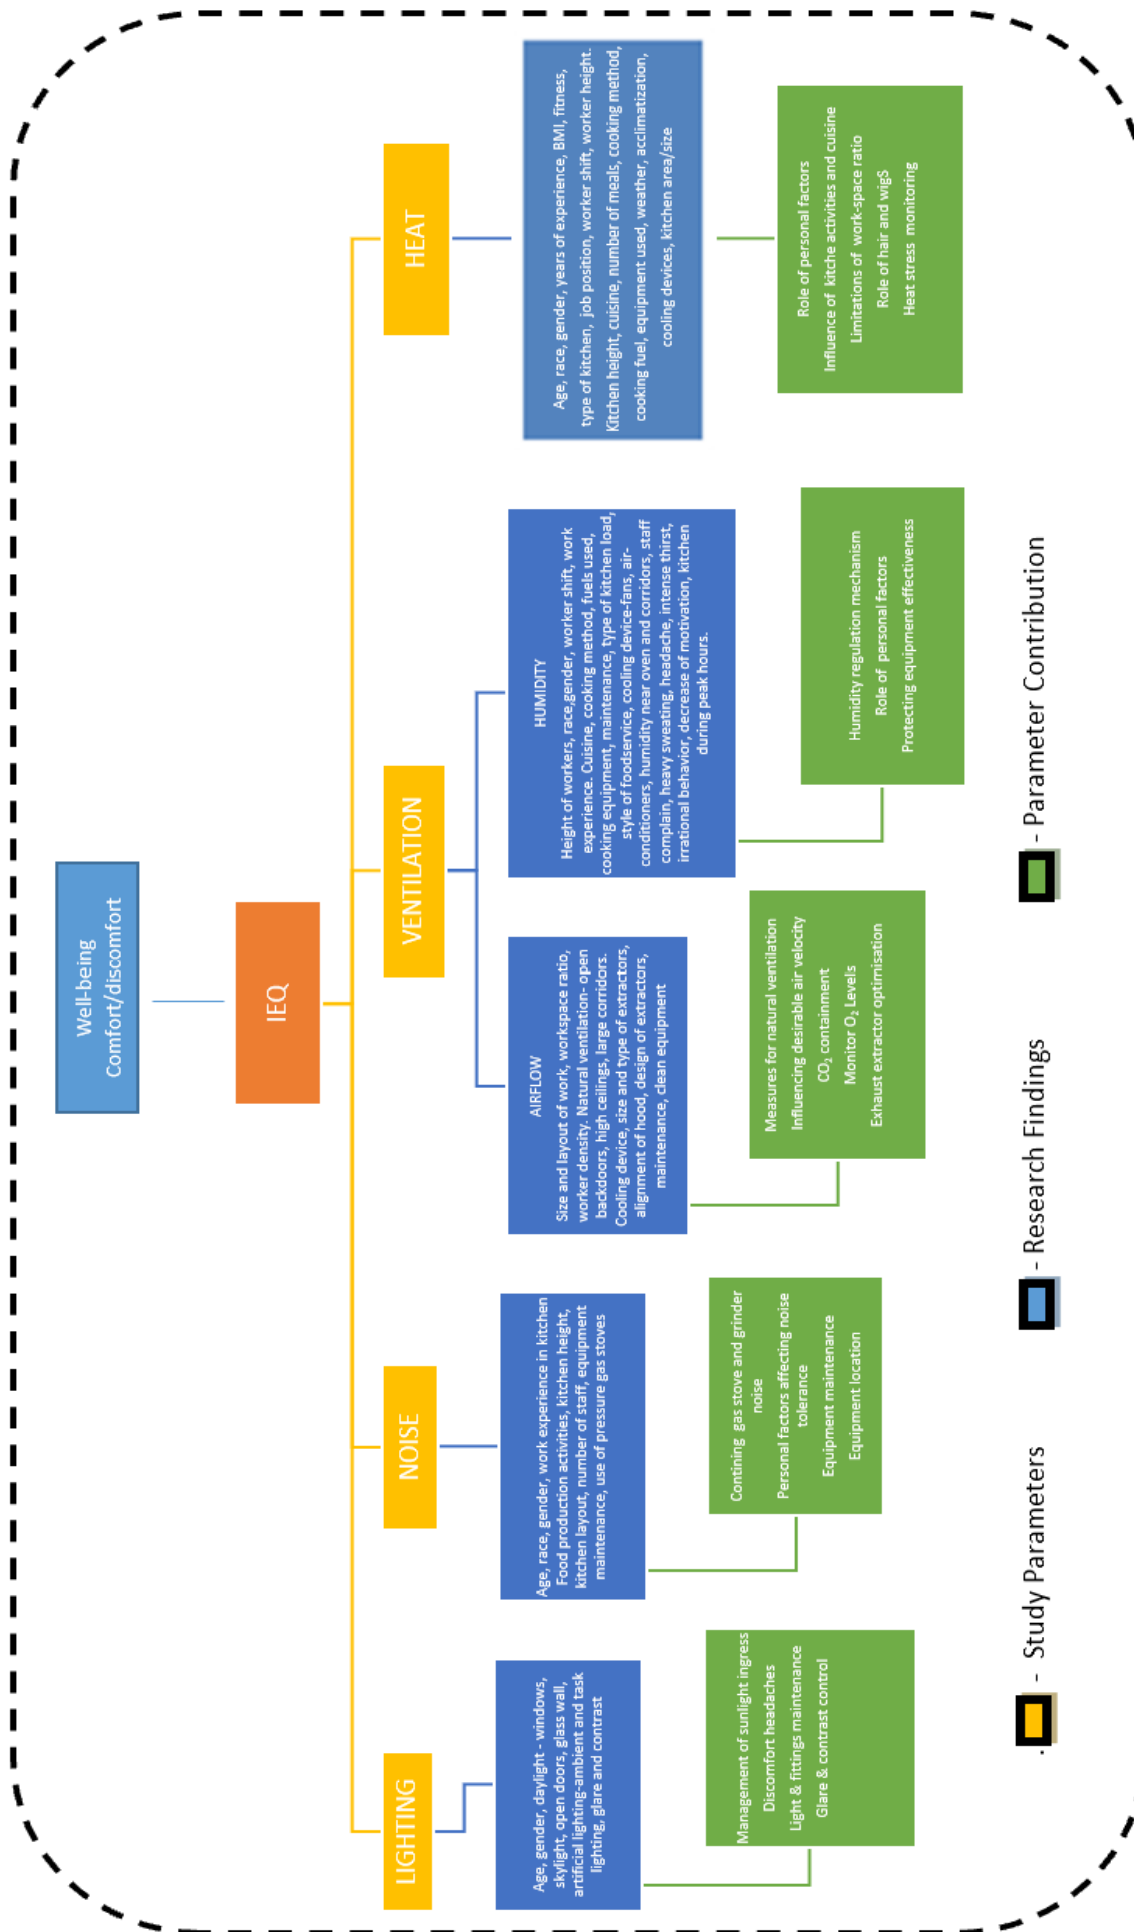 Well-being
Comfort/discomfort
IEQ
LIGHTING
NOISE
VENTILATION
HEAT
Age, gender, daylight - windows,
skylight, open doors, glass wall,
artificial lighting-ambient and task
lighting, glare and contrast
Age, race, gender, work experience in kitchen
Food production activities, kitchen height,
kitchen layout, number of staff, equipment
maintenance, use of pressure gas stoves
AIRFLOW
Size and layout of work, workspace ratio,
worker density. Natural ventilation- open
backdoors, high ceilings, large corridors.
Cooling device, size and type of extractors,
alignment of hood, design of extractors,
maintenance, clean equipment
HUMIDITY
Height of workers, race,gender, worker shift, work
experience. Cuisine, cooking method, fuels used,
cooking equipment, maintenance, type of kitchen load,
style of foodservice, cooling device-fans, air-
conditioners, humidity near oven and corridors, staff
complain, heavy sweating, headache, intense thirst,
irrational behavior, decrease of motivation, kitchen
during peak hours.
Age, race, gender, years of experience, BMI, fitness,
type of kitchen, job position, worker shift, worker height.
Kitchen height, cuisine, number of meals, cooking method,
cooking fuel, equipment used, weather, acclimatization,
cooling devices, kitchen area/size
Management of sunlight ingress
Discomfort headaches
Light & fittings maintenance
Glare & contrast control
Contining gas stove and grinder
noise
Personal factors affecting noise
tolerance
Equipment maintenance
Equipment location
Measures for natural ventilation
Influencing desirable air velocity
CO₂ containment
Monitor O₂ Levels
Exhaust extractor optimisation
Humidity regulation mechanism
Role of personal factors
Protecting equipment effectiveness
Role of personal factors
Influence of kitche activities and cuisine
Limitations of work-space ratio
Role of hair and wigS
Heat stress monitoring
. - Study Parameters
- Research Findings
- Parameter Contribution